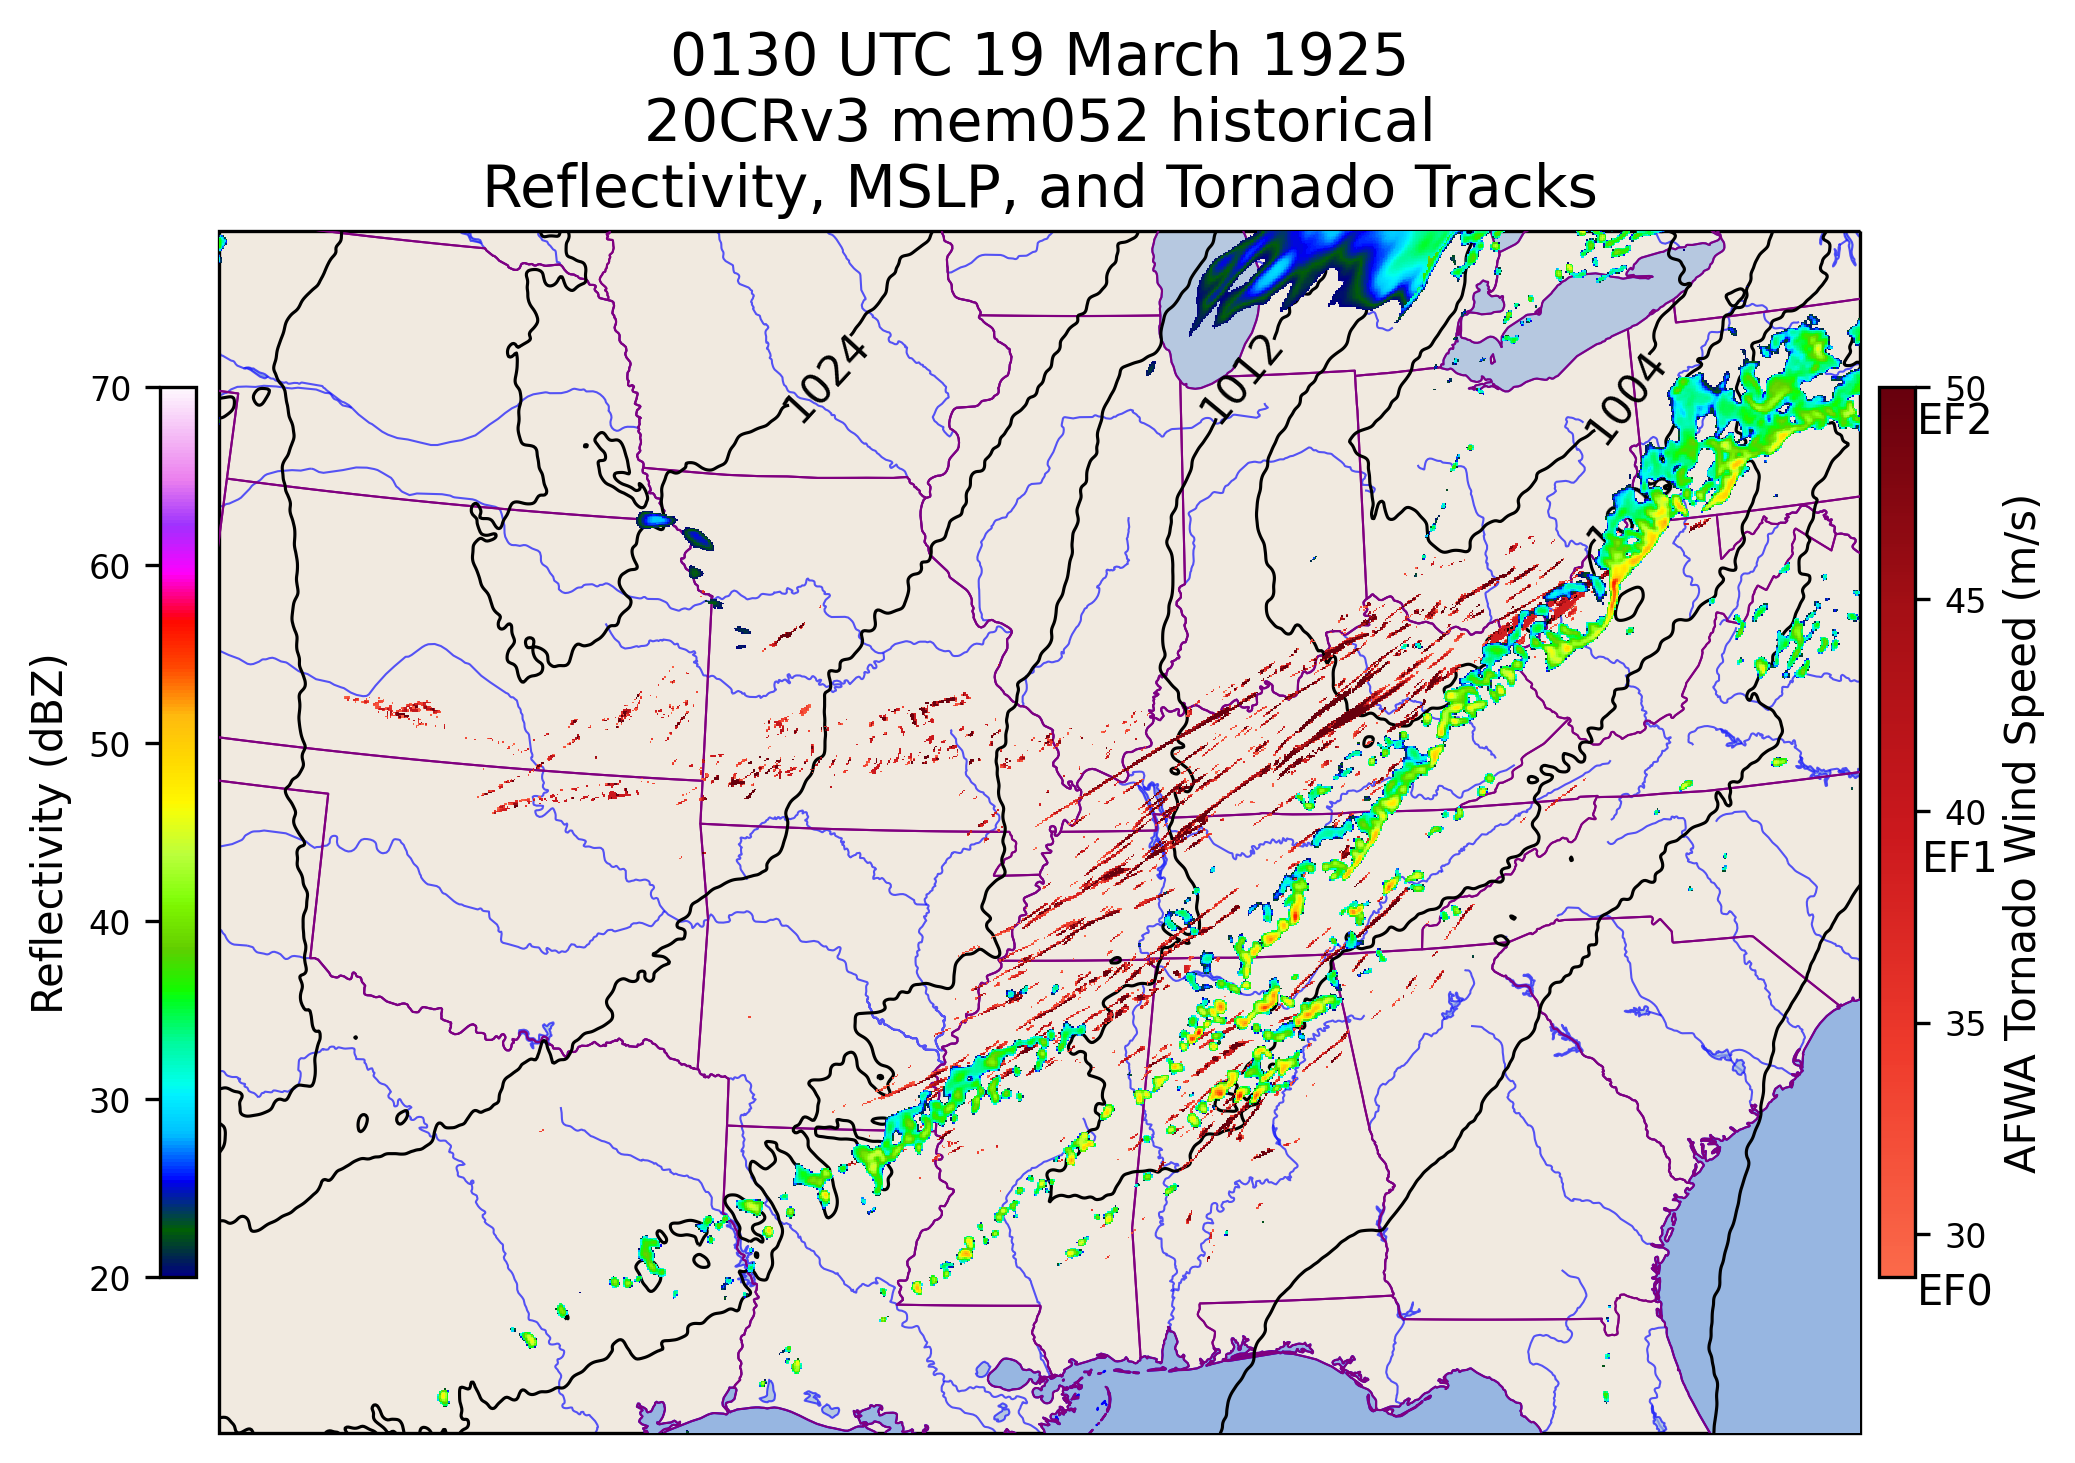 0130 UTC 19 March 1925
20CRv3 mem052 historical
Reflectivity, MSLP, and Tornado Tracks
1024
1012
1004
70
60
50
40
30
20
Reflectivity (dBZ)
50
EF2
45
40
EF1
35
30
EF0
AFWA Tornado Wind Speed (m/s)